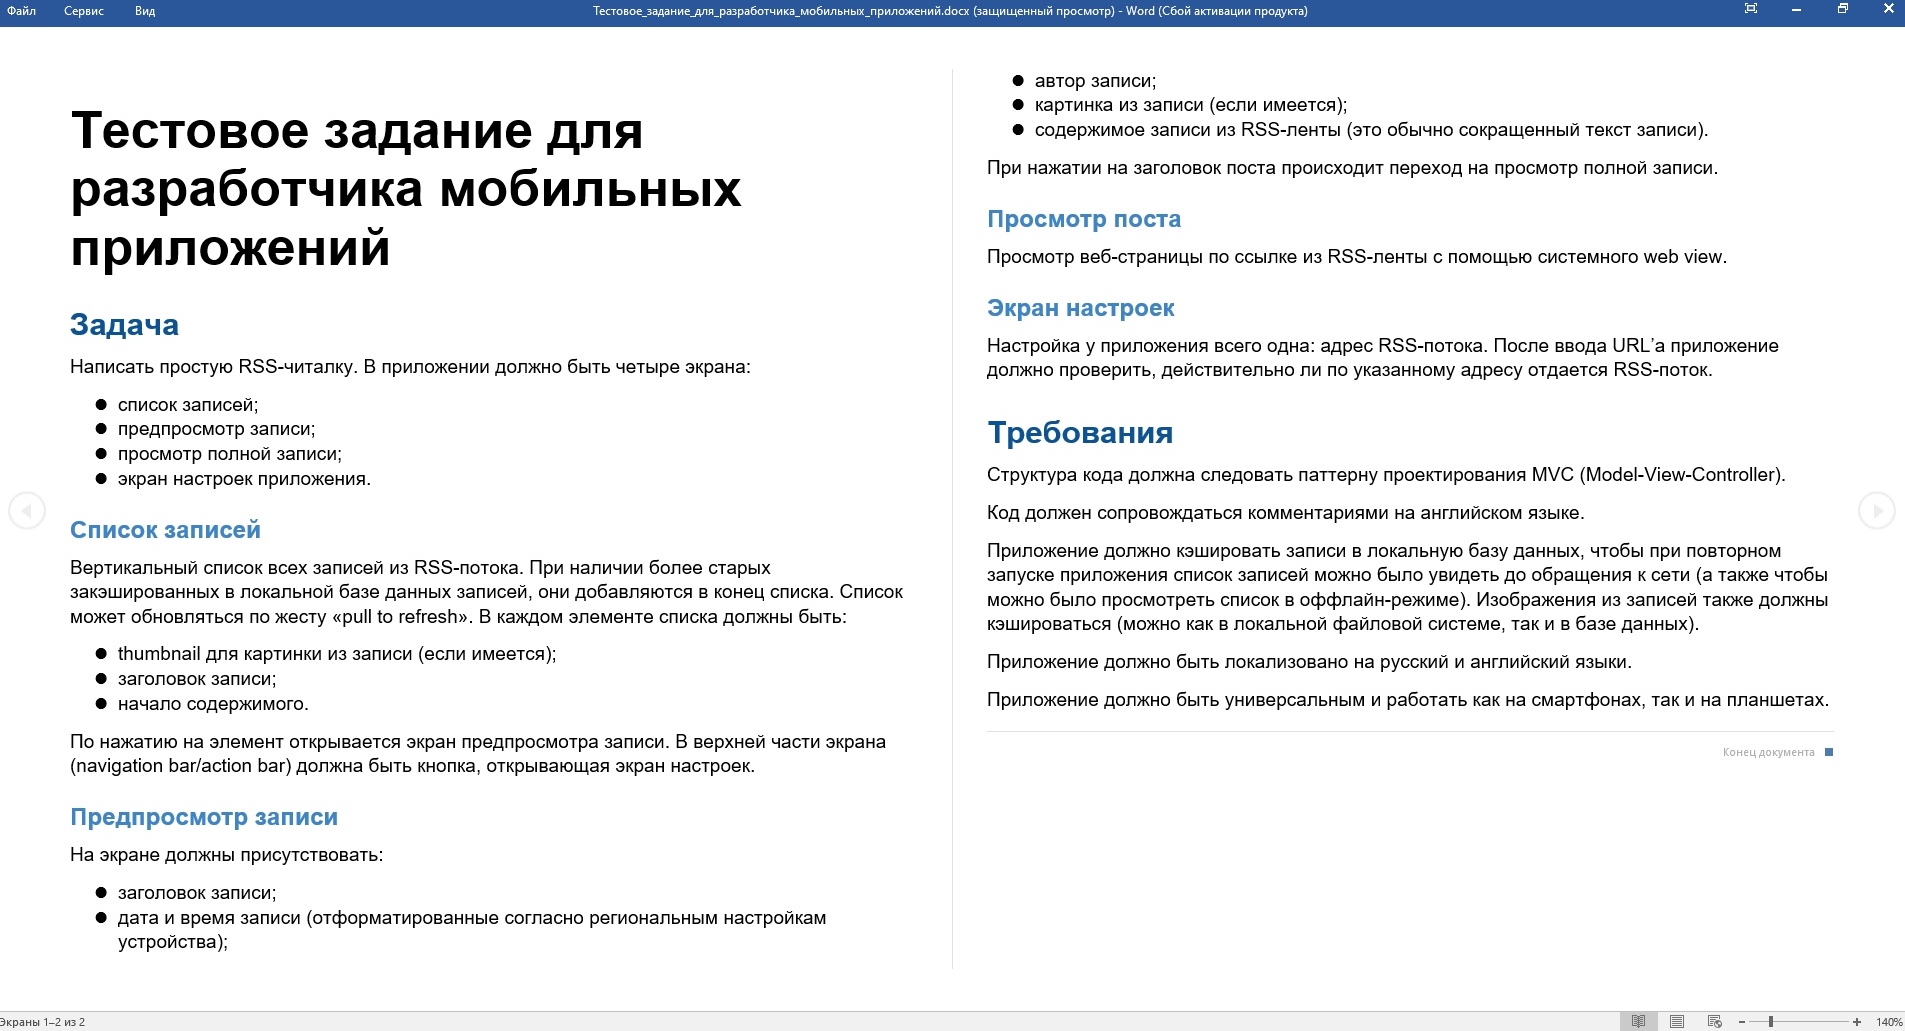 Файл Сервис Вид Тестовое_задание_для_разработчика_мобильных_приложений.docx (защищенный просмотр) - Word (Сбой активации продукта)
Тестовое задание для
разработчика мобильных
приложений
Задача
Написать простую RSS-читалку. В приложении должно быть четыре экрана:
● список записей;
● предпросмотр записи;
● просмотр полной записи;
● экран настроек приложения.
Список записей
Вертикальный список всех записей из RSS-потока. При наличии более старых
закэшированных в локальной базе данных записей, они добавляются в конец списка. Список
может обновляться по жесту «pull to refresh». В каждом элементе списка должны быть:
● thumbnail для картинки из записи (если имеется);
● заголовок записи;
● начало содержимого.
По нажатию на элемент открывается экран предпросмотра записи. В верхней части экрана
(navigation bar/action bar) должна быть кнопка, открывающая экран настроек.
Предпросмотр записи
На экране должны присутствовать:
● заголовок записи;
● дата и время записи (отформатированные согласно региональным настройкам
устройства);
● автор записи;
● картинка из записи (если имеется);
● содержимое записи из RSS-ленты (это обычно сокращенный текст записи).
При нажатии на заголовок поста происходит переход на просмотр полной записи.
Просмотр поста
Просмотр веб-страницы по ссылке из RSS-ленты с помощью системного web view.
Экран настроек
Настройка у приложения всего одна: адрес RSS-потока. После ввода URL’а приложение
должно проверить, действительно ли по указанному адресу отдается RSS-поток.
Требования
Структура кода должна следовать паттерну проектирования MVC (Model-View-Controller).
Код должен сопровождаться комментариями на английском языке.
Приложение должно кэшировать записи в локальную базу данных, чтобы при повторном
запуске приложения список записей можно было увидеть до обращения к сети (а также чтобы
можно было просмотреть список в оффлайн-режиме). Изображения из записей также должны
кэшироваться (можно как в локальной файловой системе, так и в базе данных).
Приложение должно быть локализовано на русский и английский языки.
Приложение должно быть универсальным и работать как на смартфонах, так и на планшетах.
Конец документа
Экраны 1–2 из 2 140%